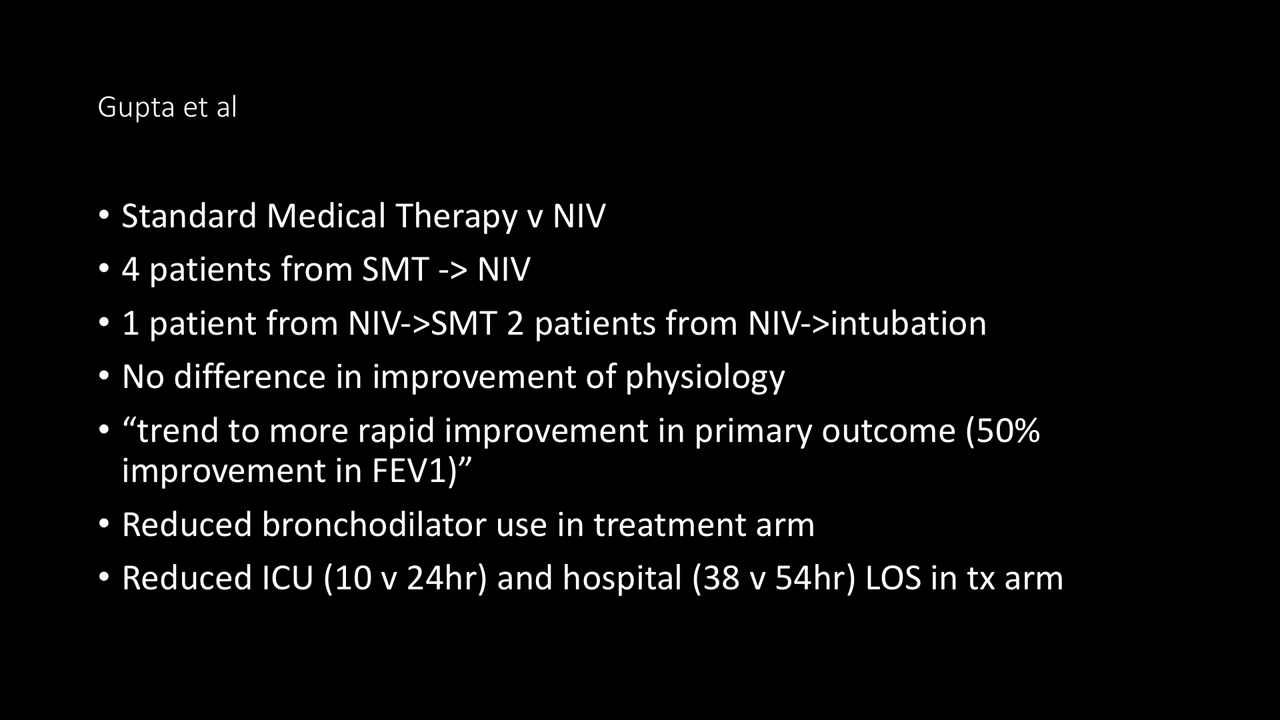 Gupta et al
• Standard Medical Therapy v NIV
• 4 patients from SMT -> NIV
• 1 patient from NIV->SMT 2 patients from NIV->intubation
• No difference in improvement of physiology
• “trend to more rapid improvement in primary outcome (50%
improvement in FEV1)”
• Reduced bronchodilator use in treatment arm
• Reduced ICU (10 v 24hr) and hospital (38 v 54hr) LOS in tx arm